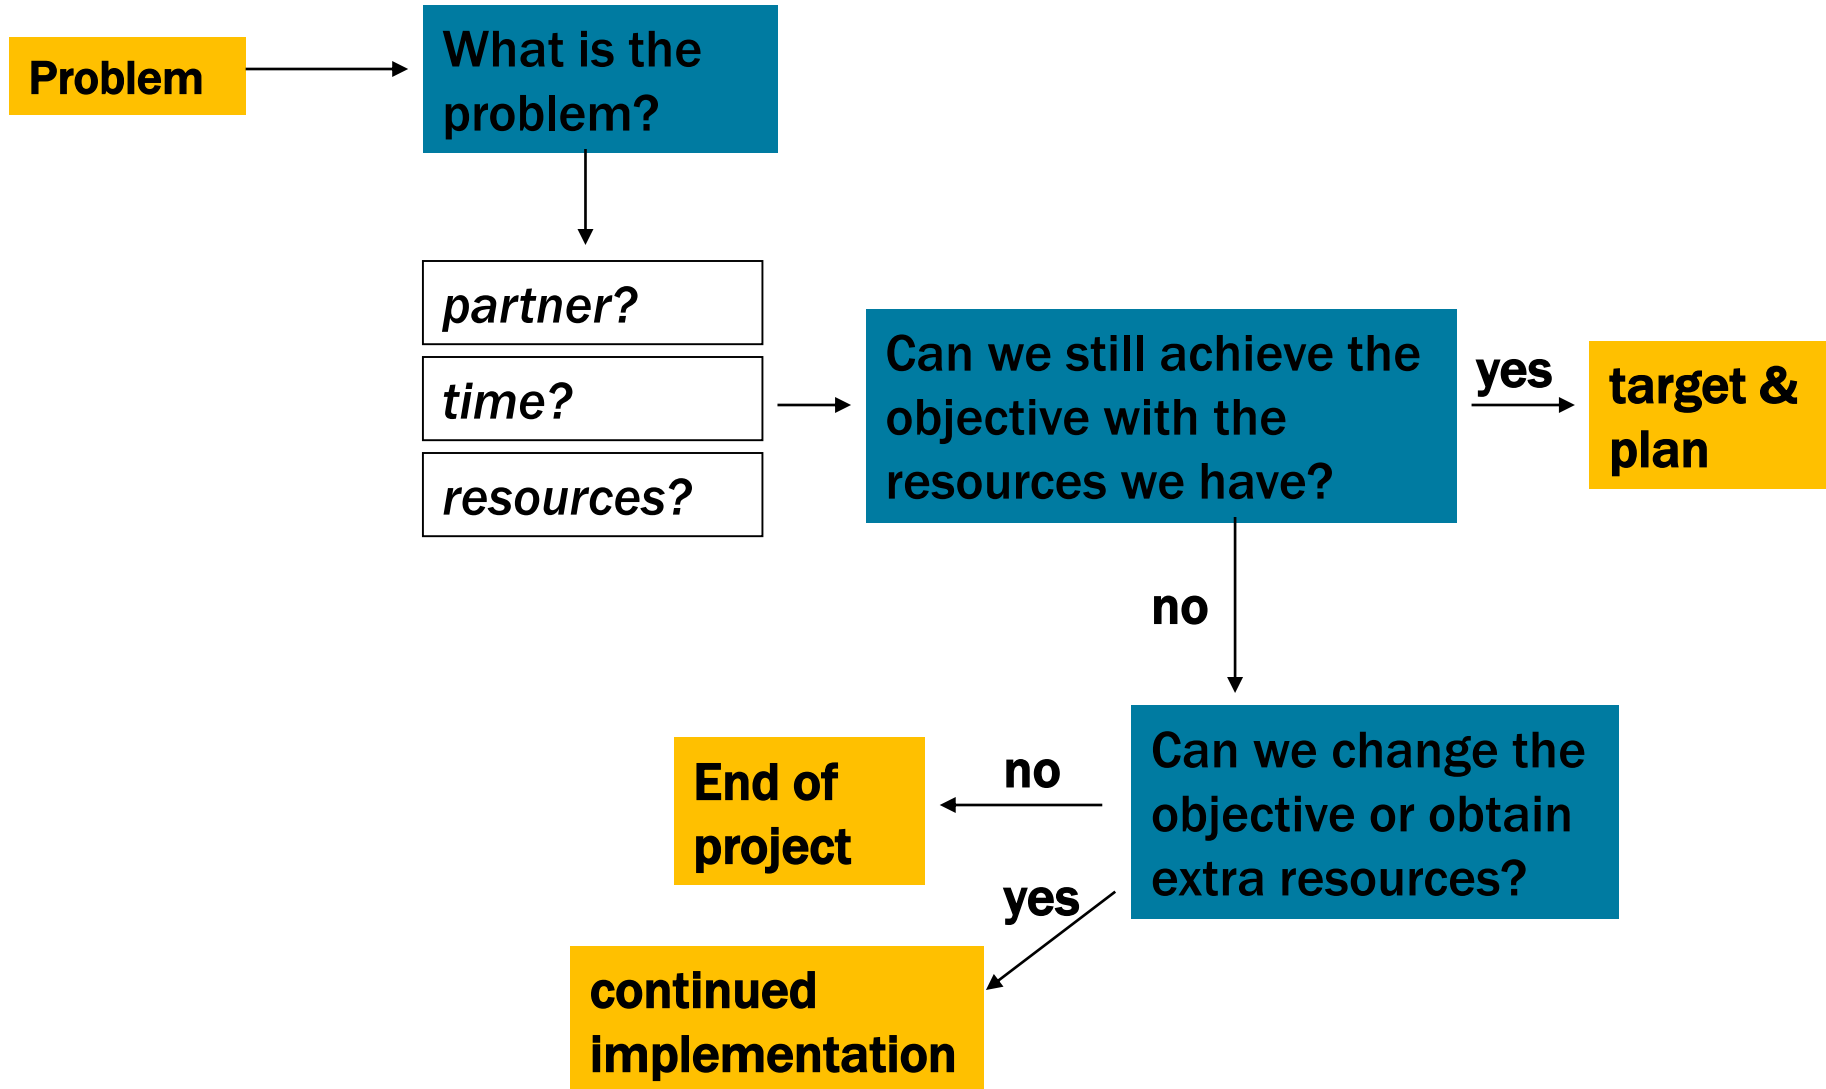 Problem
What is the
problem?
partner?
time?
resources?
Can we still achieve the
objective with the
resources we have?
yes
target &
plan
no
Can we change the
objective or obtain
extra resources?
no
End of
project
yes
continued
implementation